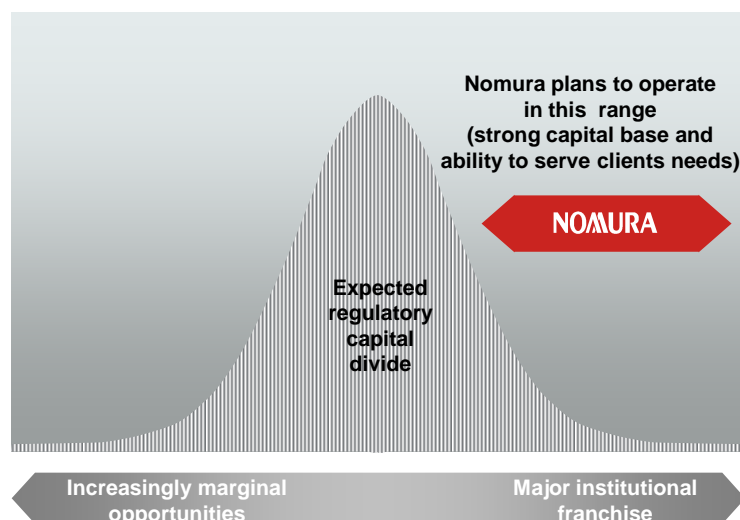 Nomura plans to operate
in this range
(strong capital base and
ability to serve clients needs)
NOMURA
Expected
regulatory
capital
divide
Increasingly marginal
opportunities
Major institutional
franchise